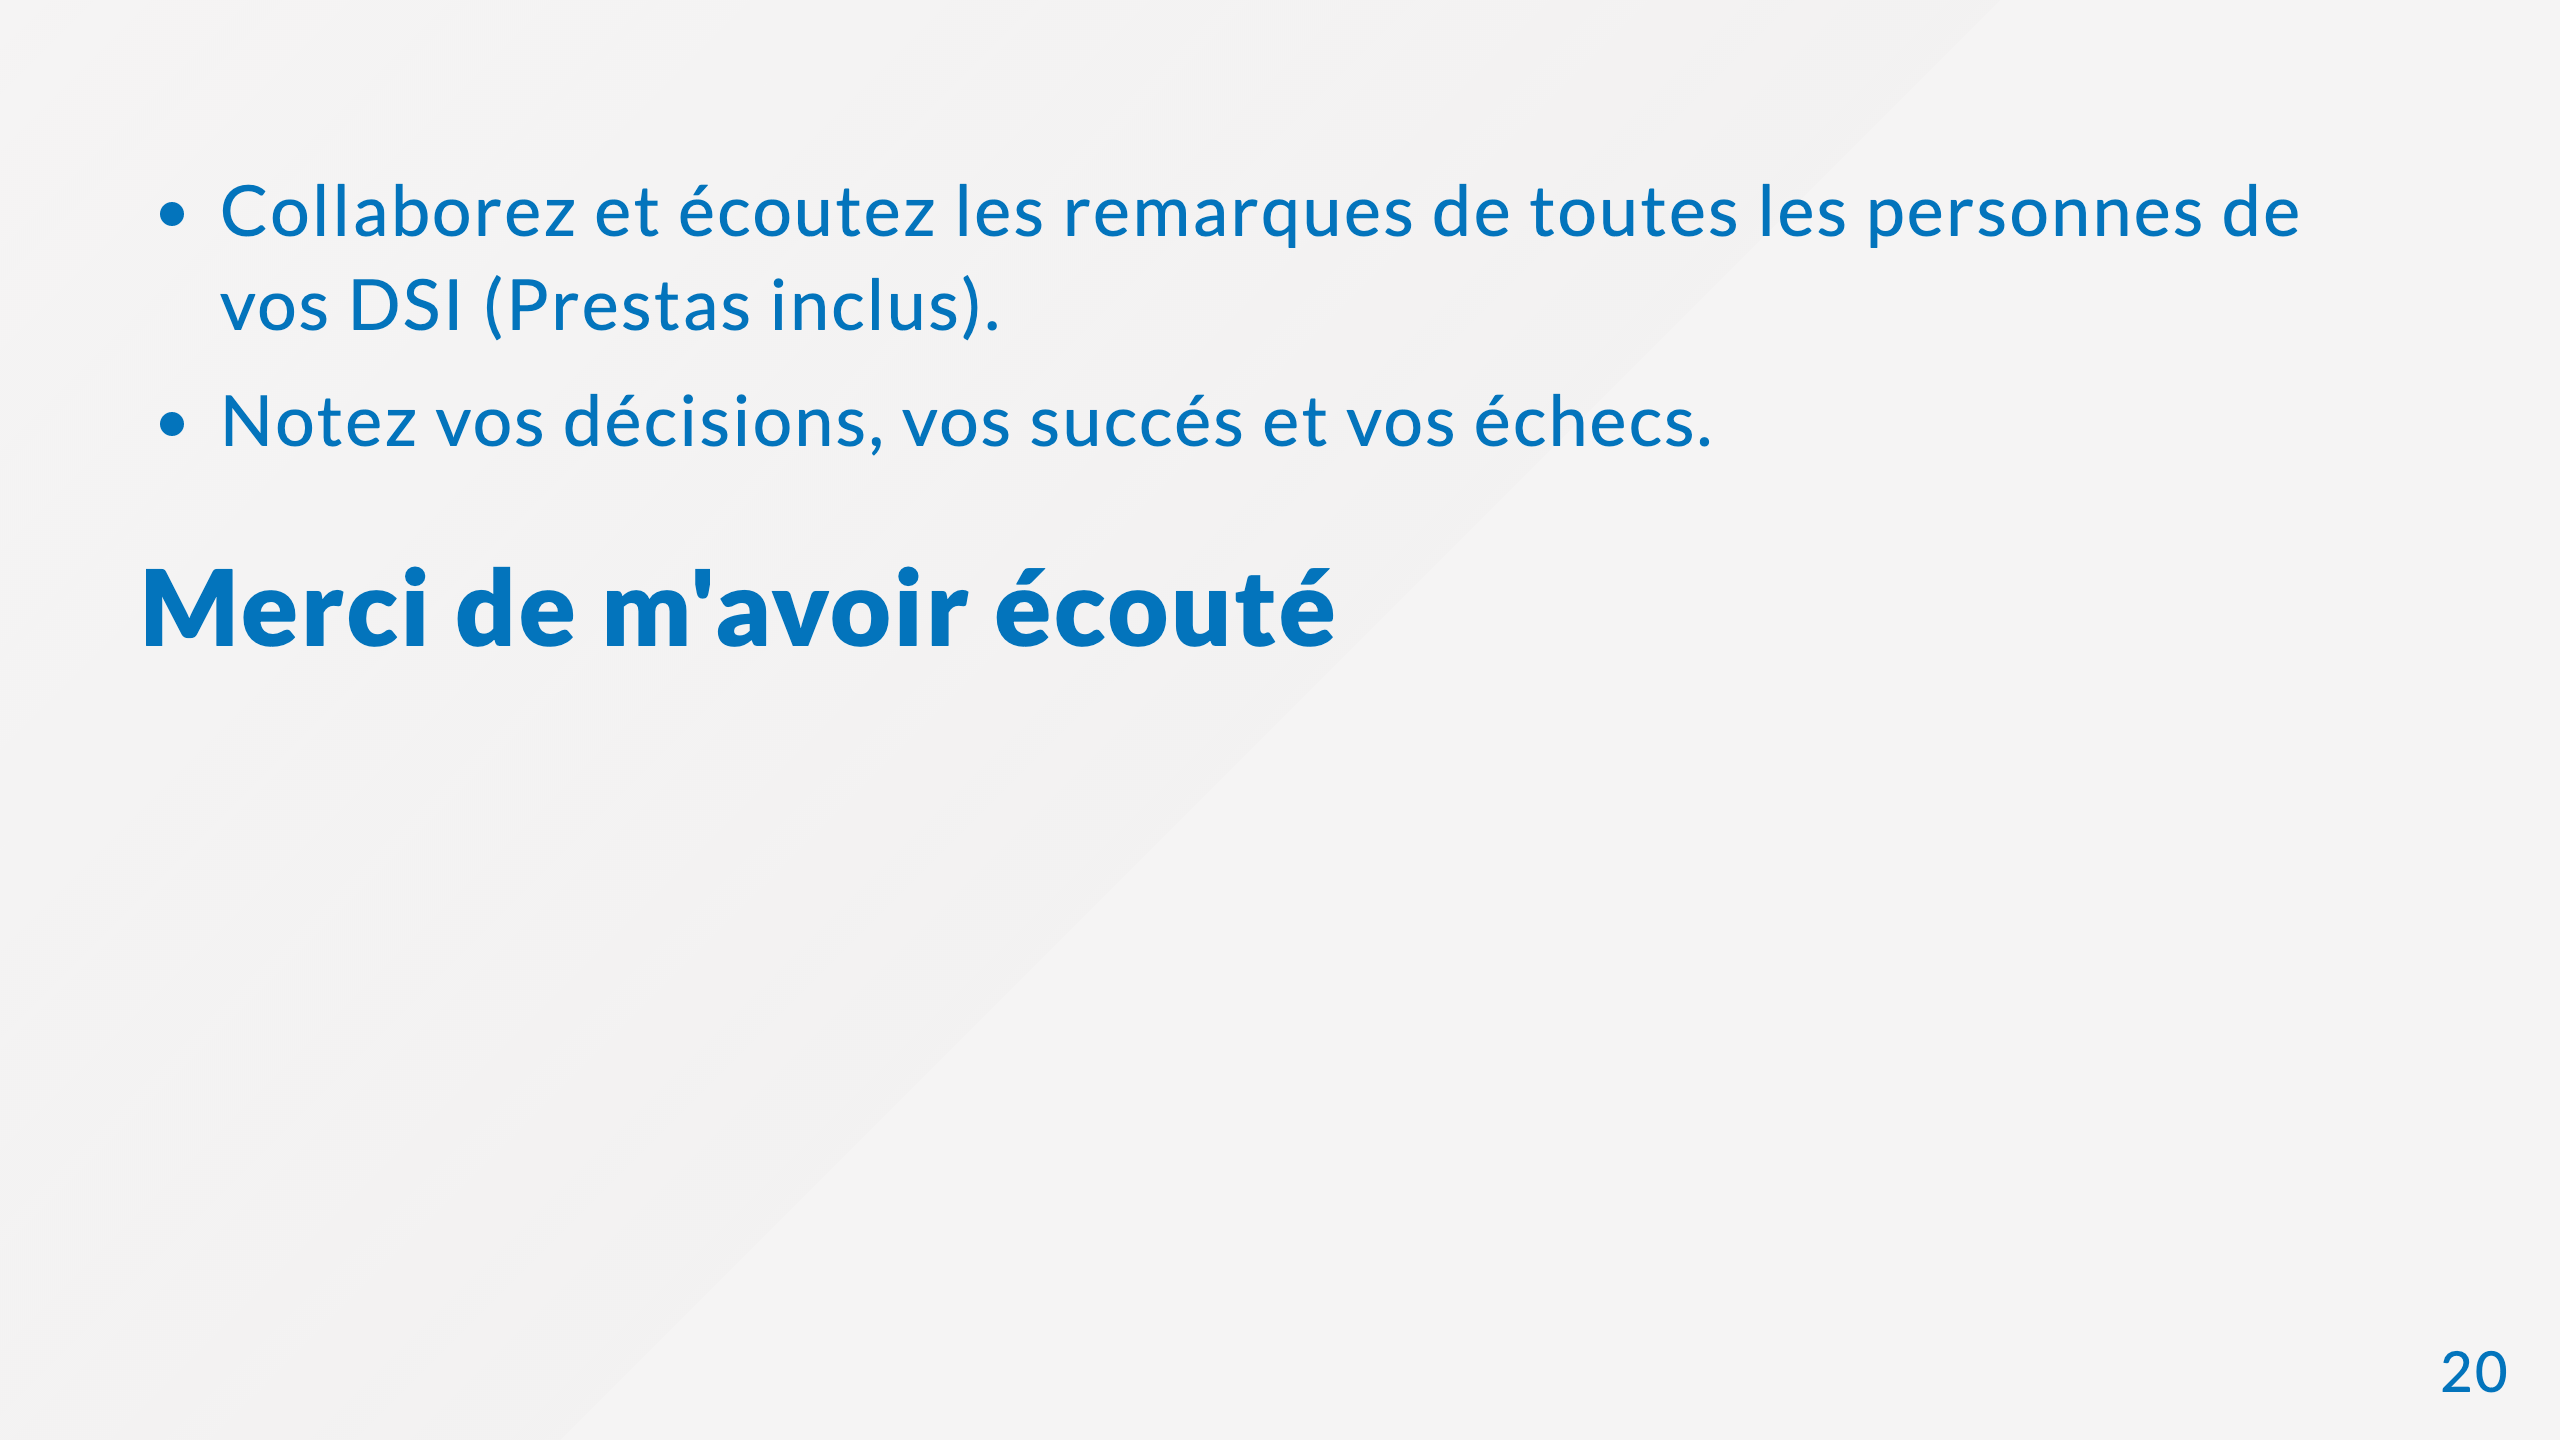 • Collaborez et écoutez les remarques de toutes les personnes de
vos DSI (Prestas inclus).
• Notez vos décisions, vos succés et vos échecs.
Merci de m'avoir écouté
20